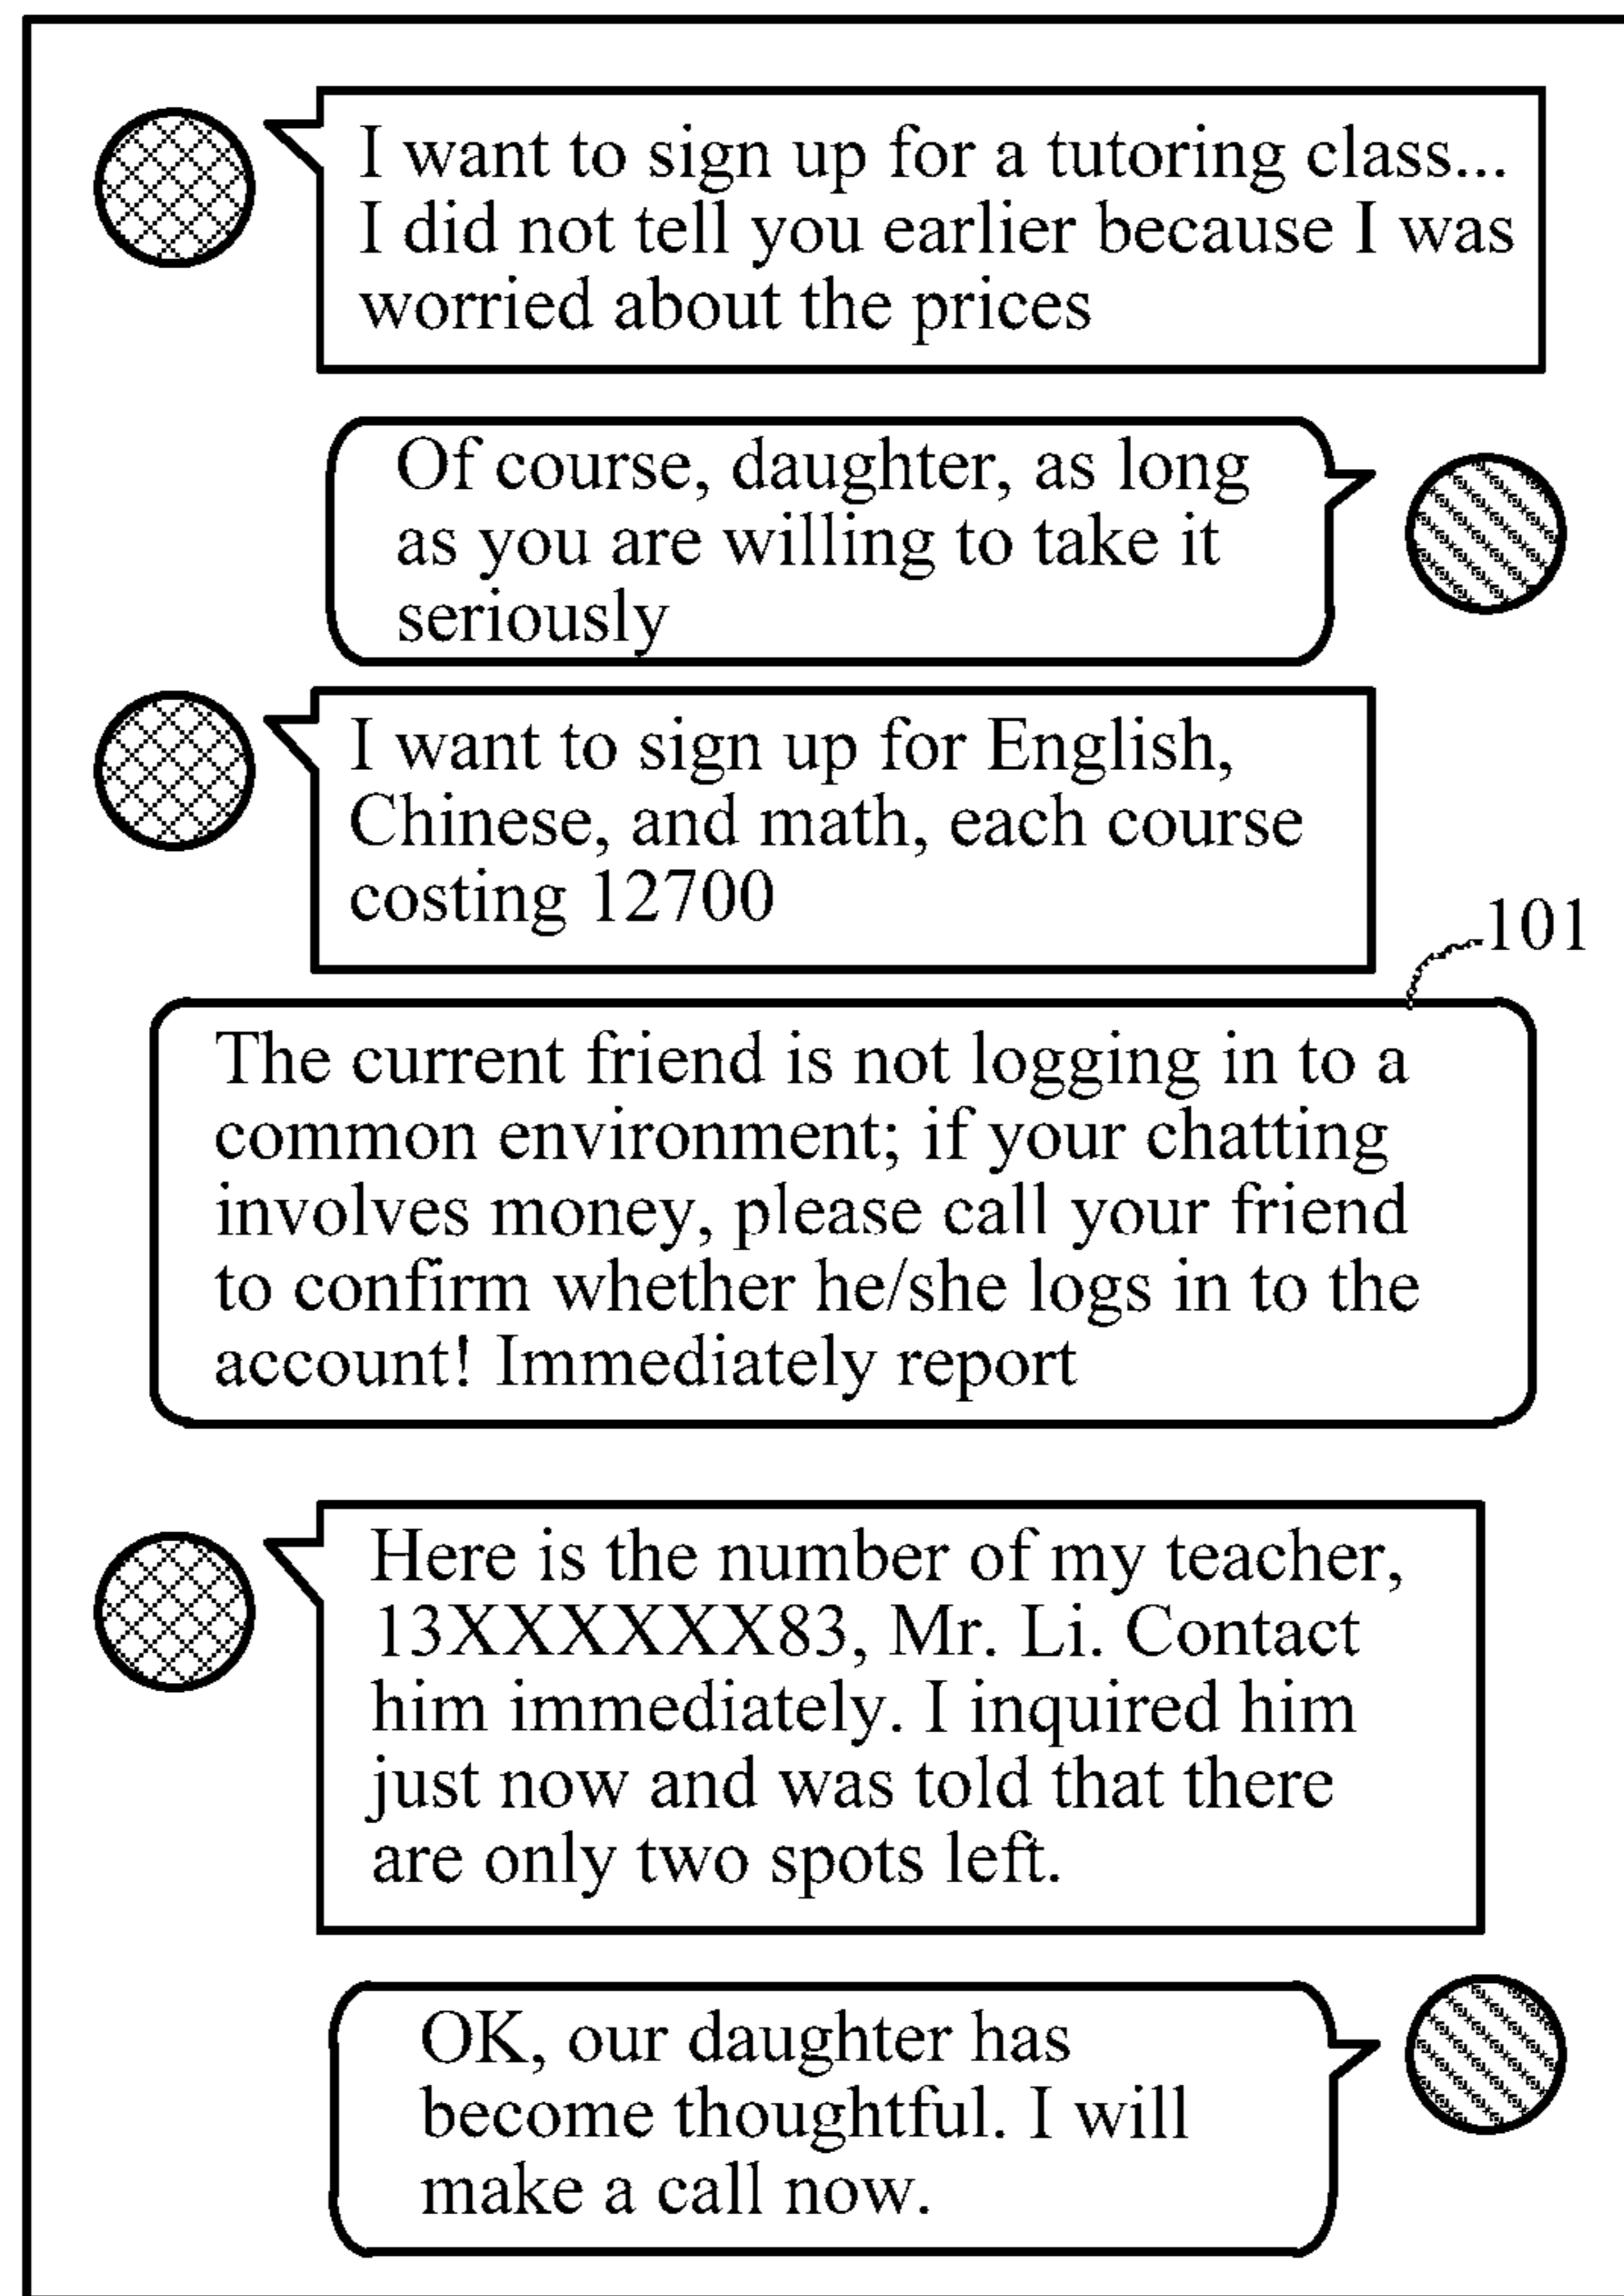 I want to sign up for a tutoring class...
I did not tell you earlier because I was
worried about the prices
Of course, daughter, as long
as you are willing to take it
seriously
I want to sign up for English,
Chinese, and math, each course
costing 12700
101
The current friend is not logging in to a
common environment; if your chatting
involves money, please call your friend
to confirm whether he/she logs in to the
account! Immediately report
Here is the number of my teacher,
13XXXXXX83, Mr. Li. Contact
him immediately. I inquired him
just now and was told that there
are only two spots left.
OK, our daughter has
become thoughtful. I will
make a call now.